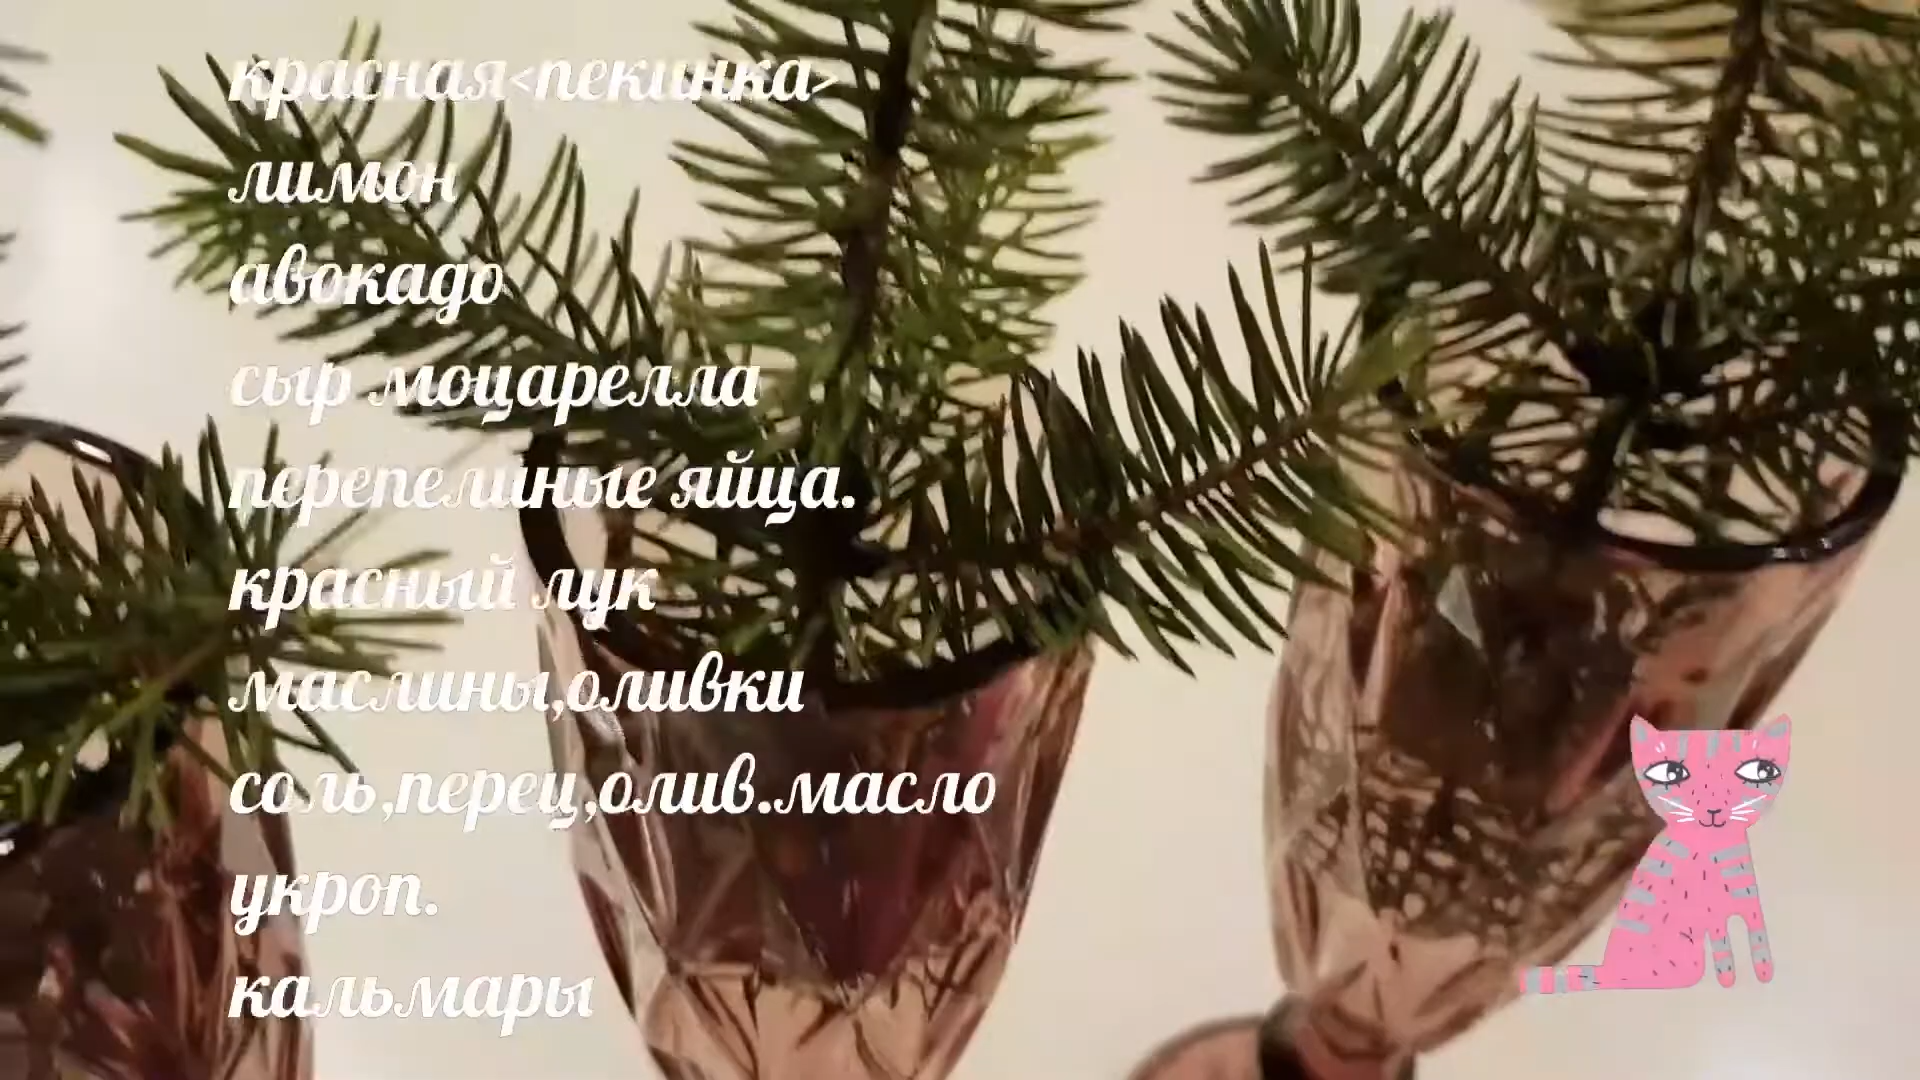 красная<пекинка>
лимон
авокадо
сыр моцарелла
перепелиные яйца.
красный лук
маслины,оливки
соль,перец,олив.масло
укроп.
кальмары